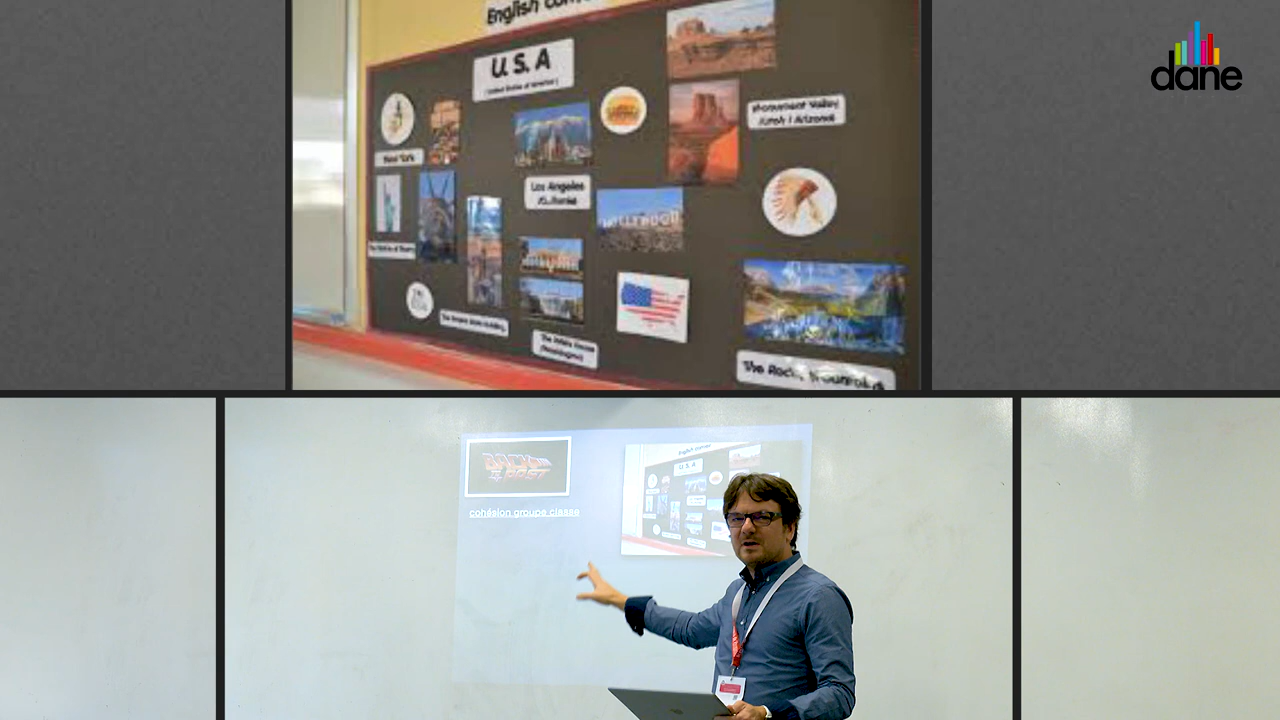 English
U.S.A
(United States of America)
dane
Monument Valley
(Utah / Arizona)
New York
Los Angeles
(California)
HOLLYWOOD
The Statue of Liberty
The Empire State Building
The White House
(Washington)
The Rocky Mountains
BACK
TO THE
PAST
English corner
U.S.A
cohésion groupe classe